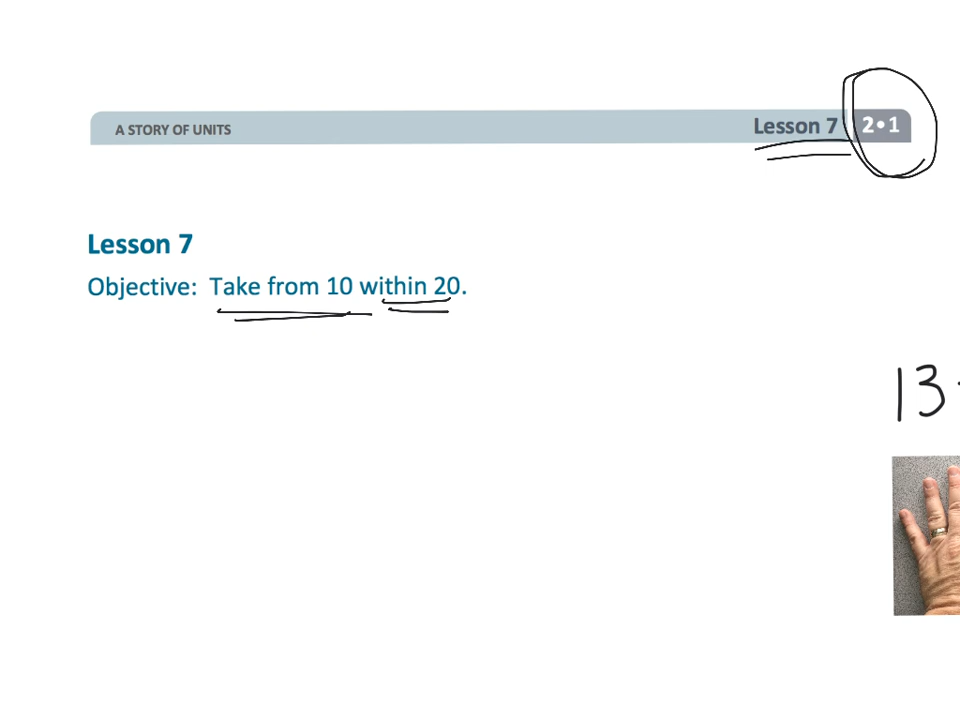 A STORY OF UNITS
Lesson 7 2•1
Lesson 7
Objective: Take from 10 within 20.
13